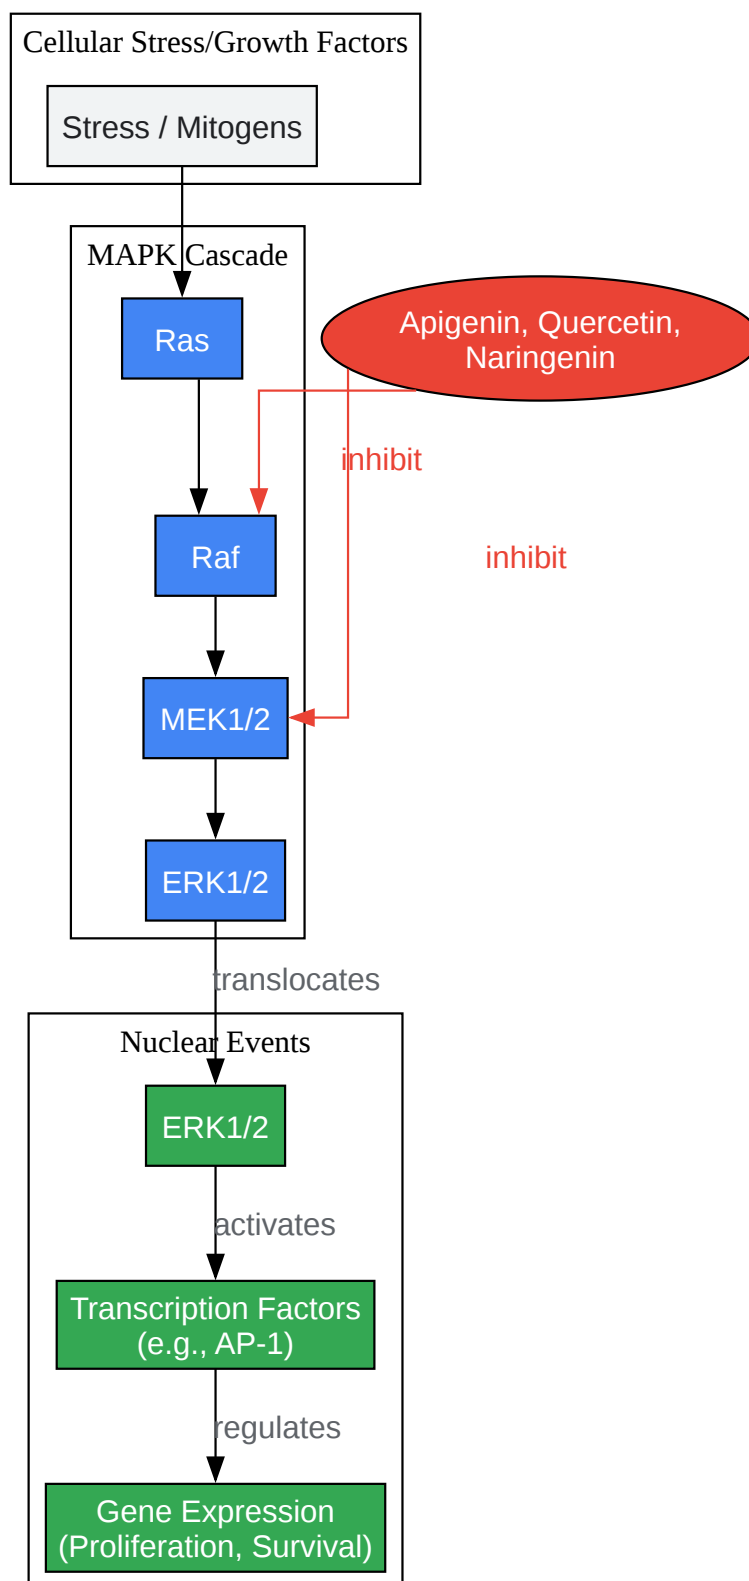 Cellular Stress/Growth Factors
Stress / Mitogens
MAPK Cascade
Ras
Apigenin, Quercetin,
Naringenin
inhibit
Raf
inhibit
MEK1/2
ERK1/2
translocates
Nuclear Events
ERK1/2
activates
Transcription Factors
(e.g., AP-1)
regulates
Gene Expression
(Proliferation, Survival)